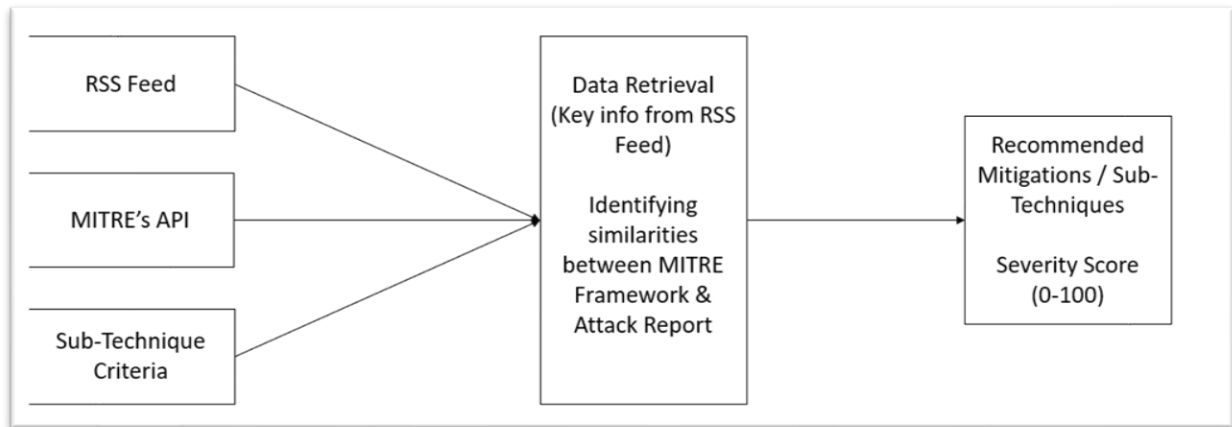 RSS Feed
MITRE’s API
Sub-Technique
Criteria
Data Retrieval
(Key info from RSS
Feed)
Identifying
similarities
between MITRE
Framework &
Attack Report
Recommended
Mitigations / Sub-
Techniques
Severity Score
(0-100)